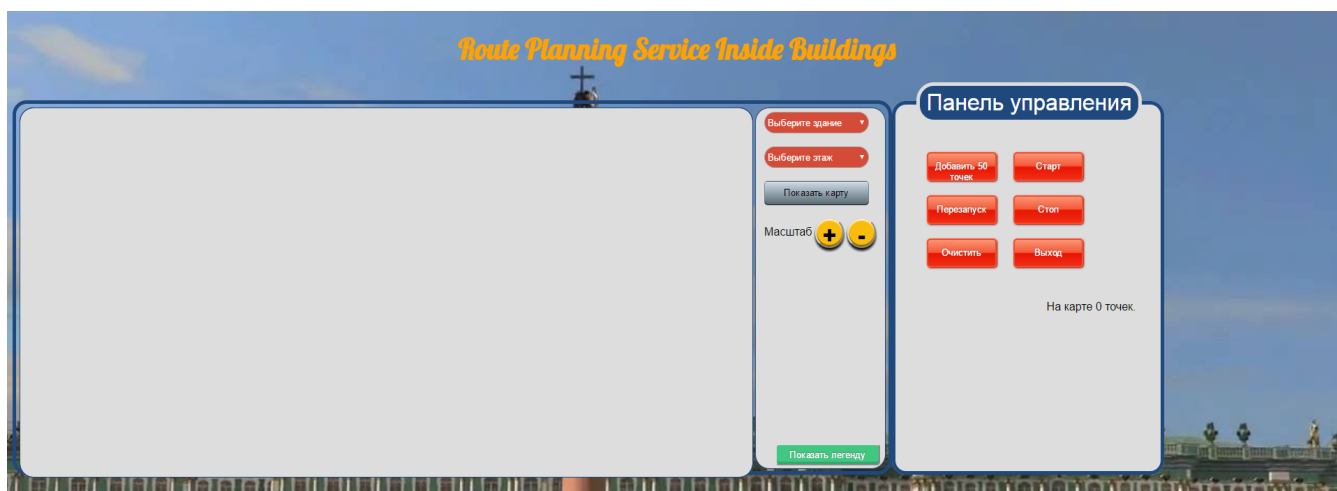 Route Planning Service Inside Buildings
Выберите здание
Выберите этаж
Показать карту
Масштаб + -
Показать легенду
Панель управления
Добавить 50
точек
Старт
Перезапуск
Стоп
Очистить
Выход
На карте 0 точек.